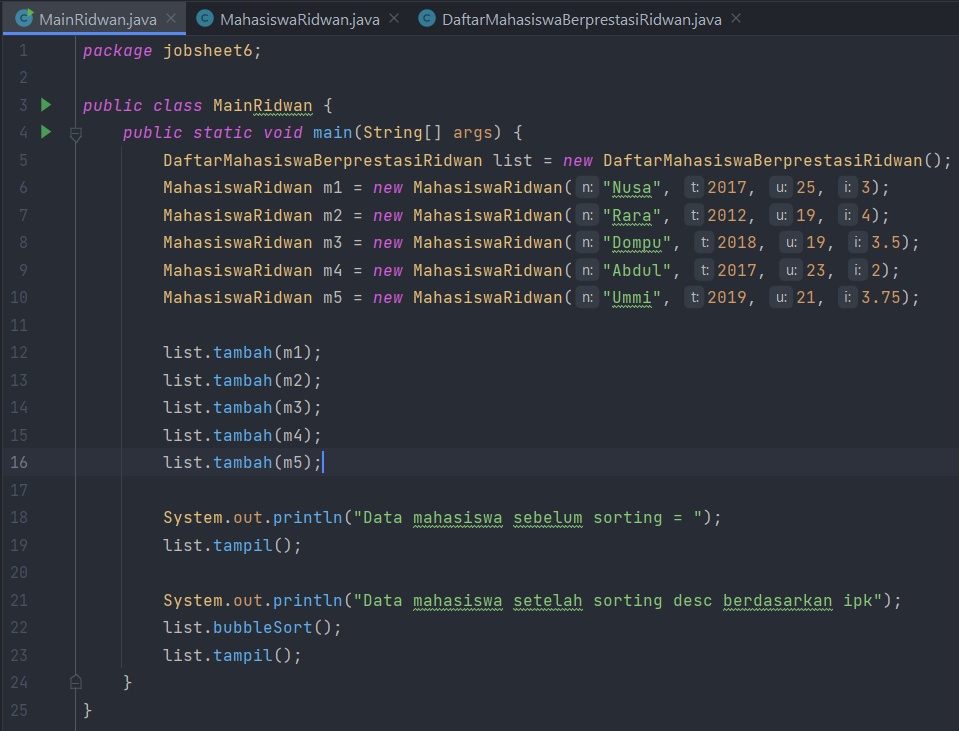 MainRidwan.java MahasiswaRidwan.java DaftarMahasiswaBerprestasiRidwan.java
1 package jobsheet6;
2
3 public class MainRidwan {
4 public static void main(String[] args) {
5 DaftarMahasiswaBerprestasiRidwan list = new DaftarMahasiswaBerprestasiRidwan();
6 MahasiswaRidwan m1 = new MahasiswaRidwan( n: "Nusa", t: 2017, u: 25, i: 3);
7 MahasiswaRidwan m2 = new MahasiswaRidwan( n: "Rara", t: 2012, u: 19, i: 4);
8 MahasiswaRidwan m3 = new MahasiswaRidwan( n: "Dompu", t: 2018, u: 19, i: 3.5);
9 MahasiswaRidwan m4 = new MahasiswaRidwan( n: "Abdul", t: 2017, u: 23, i: 2);
10 MahasiswaRidwan m5 = new MahasiswaRidwan( n: "Ummi", t: 2019, u: 21, i: 3.75);
11
12 list.tambah(m1);
13 list.tambah(m2);
14 list.tambah(m3);
15 list.tambah(m4);
16 list.tambah(m5);
17
18 System.out.println("Data mahasiswa sebelum sorting = ");
19 list.tampil();
20
21 System.out.println("Data mahasiswa setelah sorting desc berdasarkan ipk");
22 list.bubbleSort();
23 list.tampil();
24 }
25 }